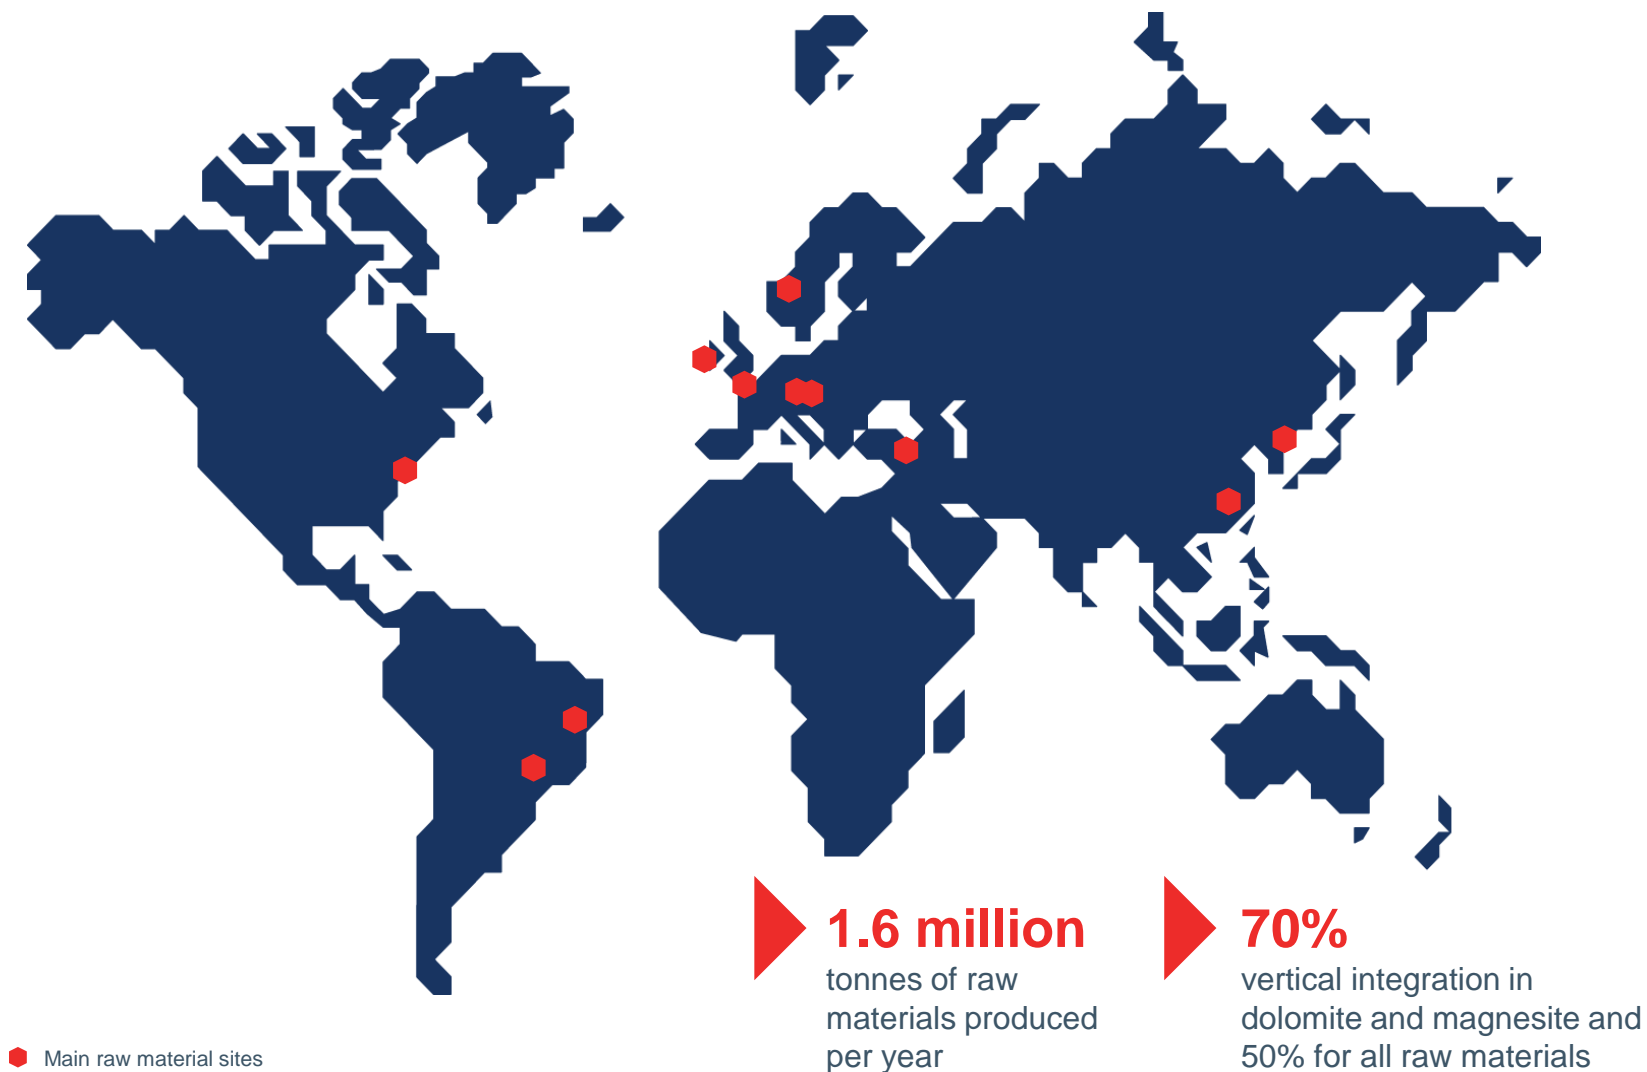 1.6 million
tonnes of raw
materials produced
per year
70%
vertical integration in
dolomite and magnesite and
50% for all raw materials
Main raw material sites